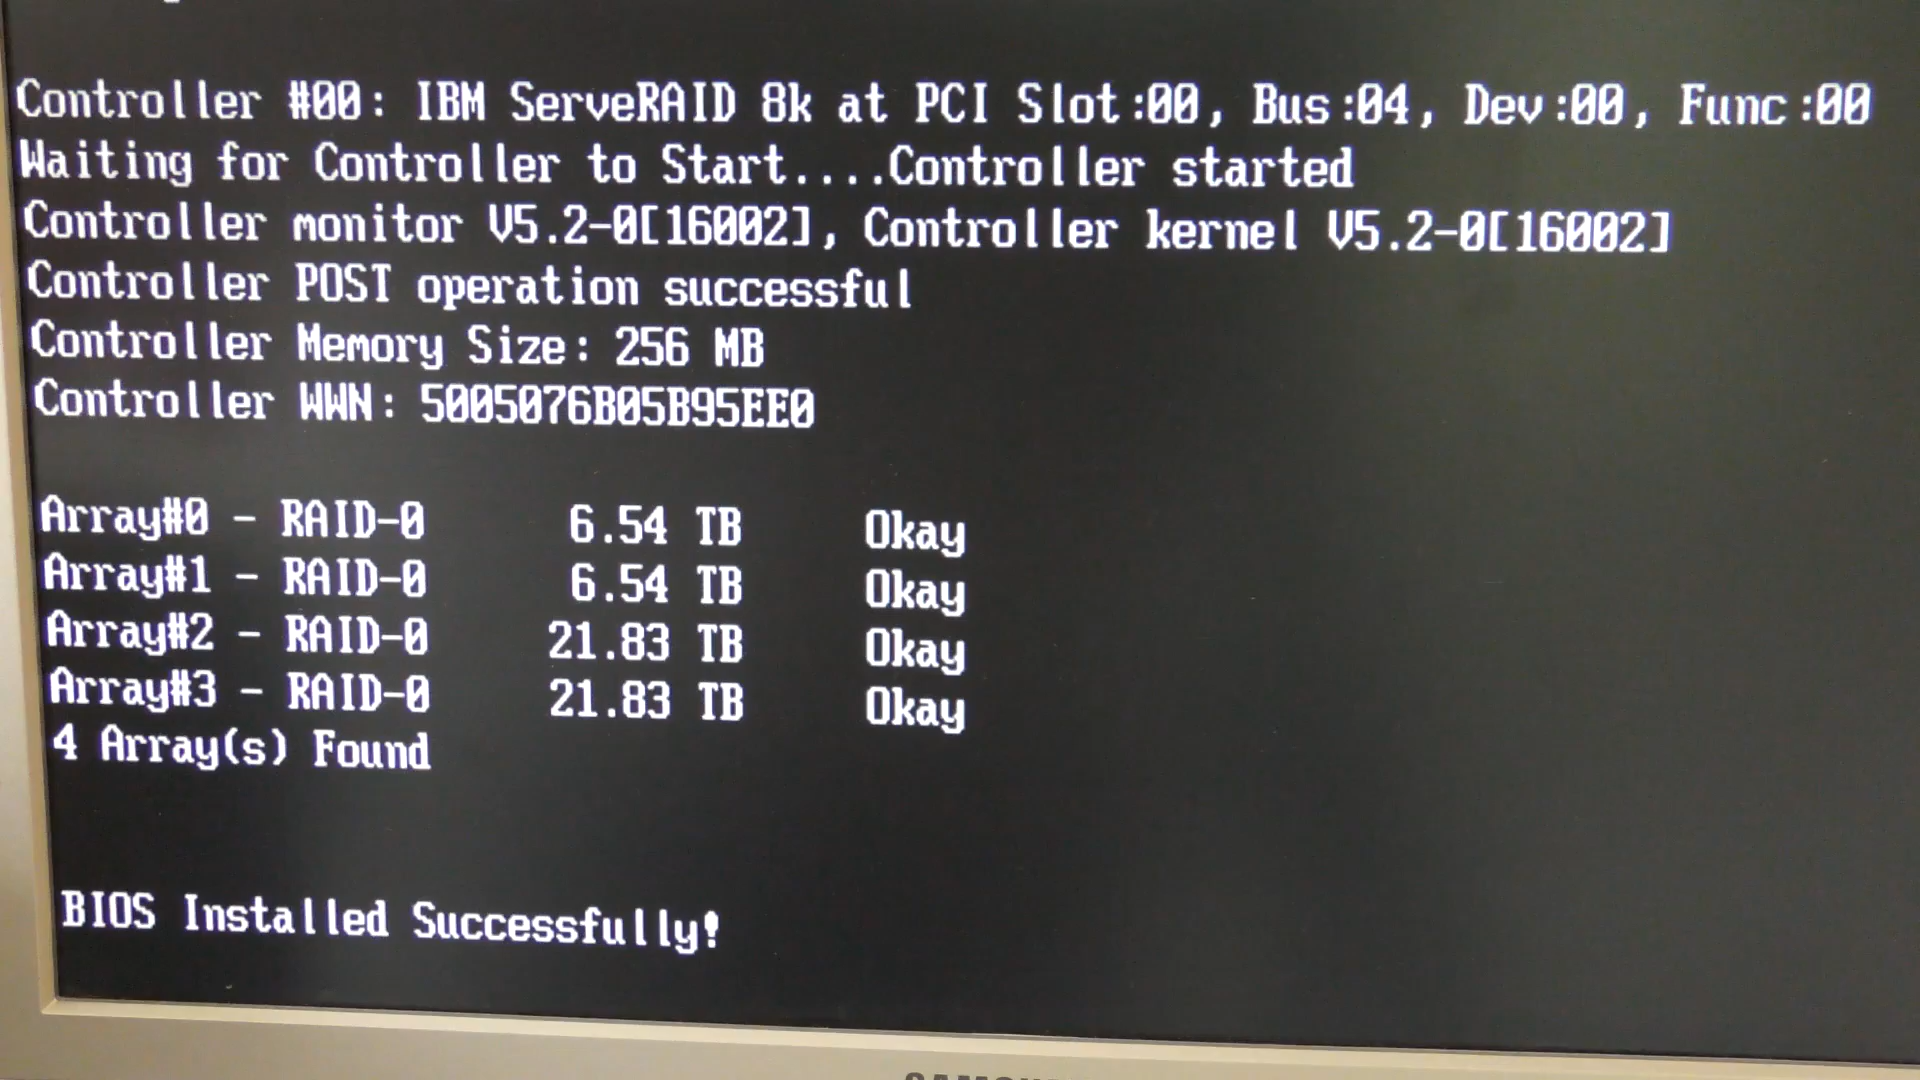 Controller #00: IBM ServeRAID 8k at PCI Slot:00, Bus:04, Dev:00, Func:00
Waiting for Controller to Start....Controller started
Controller monitor V5.2-0[16002], Controller kernel V5.2-0[16002]
Controller POST operation successful
Controller Memory Size: 256 MB
Controller WWN: 5005076B05B95EE0
Array#0 - RAID-0 6.54 TB Okay
Array#1 - RAID-0 6.54 TB Okay
Array#2 - RAID-0 21.83 TB Okay
Array#3 - RAID-0 21.83 TB Okay
4 Array(s) Found
BIOS Installed Successfully!